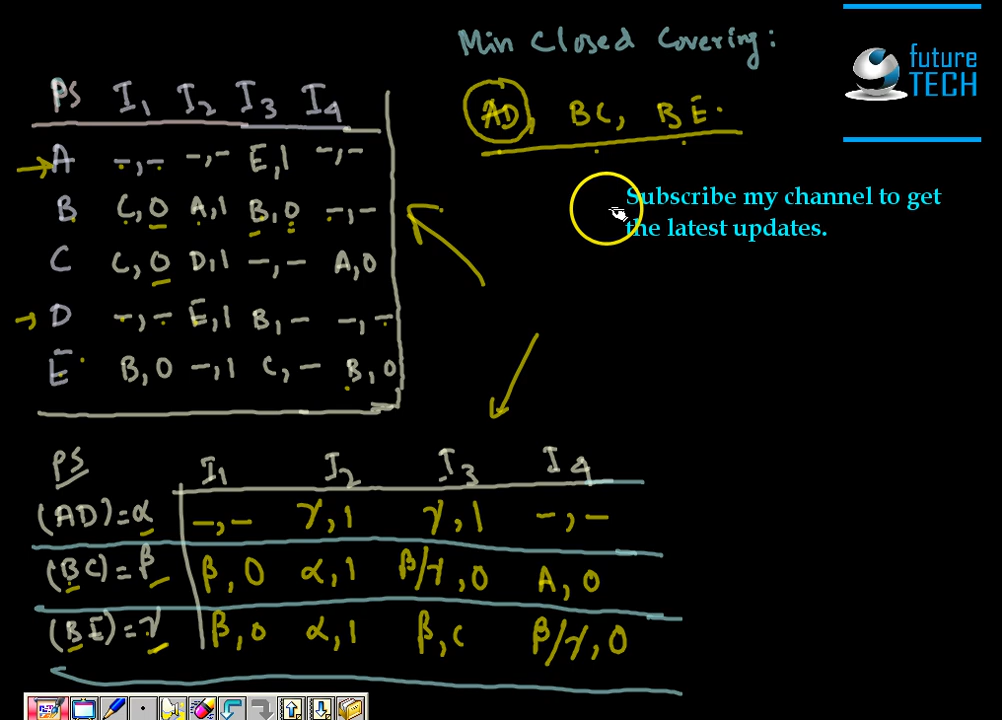 Min Closed Covering:
future
TECH
AD, BC, BE.
Subscribe my channel to get
the latest updates.
PS I1 I2 I3 I4
A -,- -,- E,1 -,-
B C,0 A,1 B,0 -,-
C C,0 D,1 -,- A,0
D -,- E,1 B,- -,-
E B,0 -,1 C,- B,0
PS I1 I2 I3 I4
(AD)=α -,- γ,1 γ,1 -,-
(BC)=β β,0 α,1 β/γ,0 A,0
(BE)=γ β,0 α,1 β,c β/γ,0